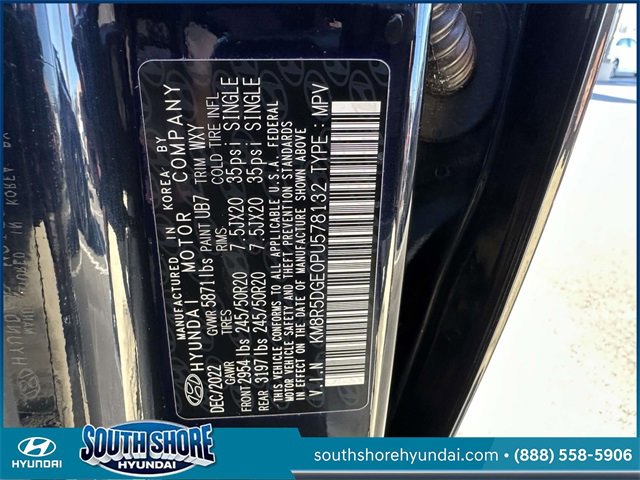 MANUFACTURED IN KOREA, BY
HYUNDAI MOTOR COMPANY
DEC/2022 GVWR 5871 lbs PAINT UB7 TRIM WXY
GAWR TIRES RIMS COLD TIRE INFL
FRONT 2954 lbs 245/50R20 7.5JX20 35psi SINGLE
REAR 3197 lbs 245/50R20 7.5JX20 35psi SINGLE
THIS VEHICLE CONFORMS TO ALL APPLICABLE U.S.A. FEDERAL
MOTOR VEHICLE SAFETY AND THEFT PREVENTION STANDARDS
IN EFFECT ON THE DATE OF MANUFACTURE SHOWN ABOVE
V.I.N : KM8R5DGE0PU578132 TYPE : MPV
HYUNDAI
SOUTH SHORE
HYUNDAI
southshorehyundai.com • (888) 558-5906